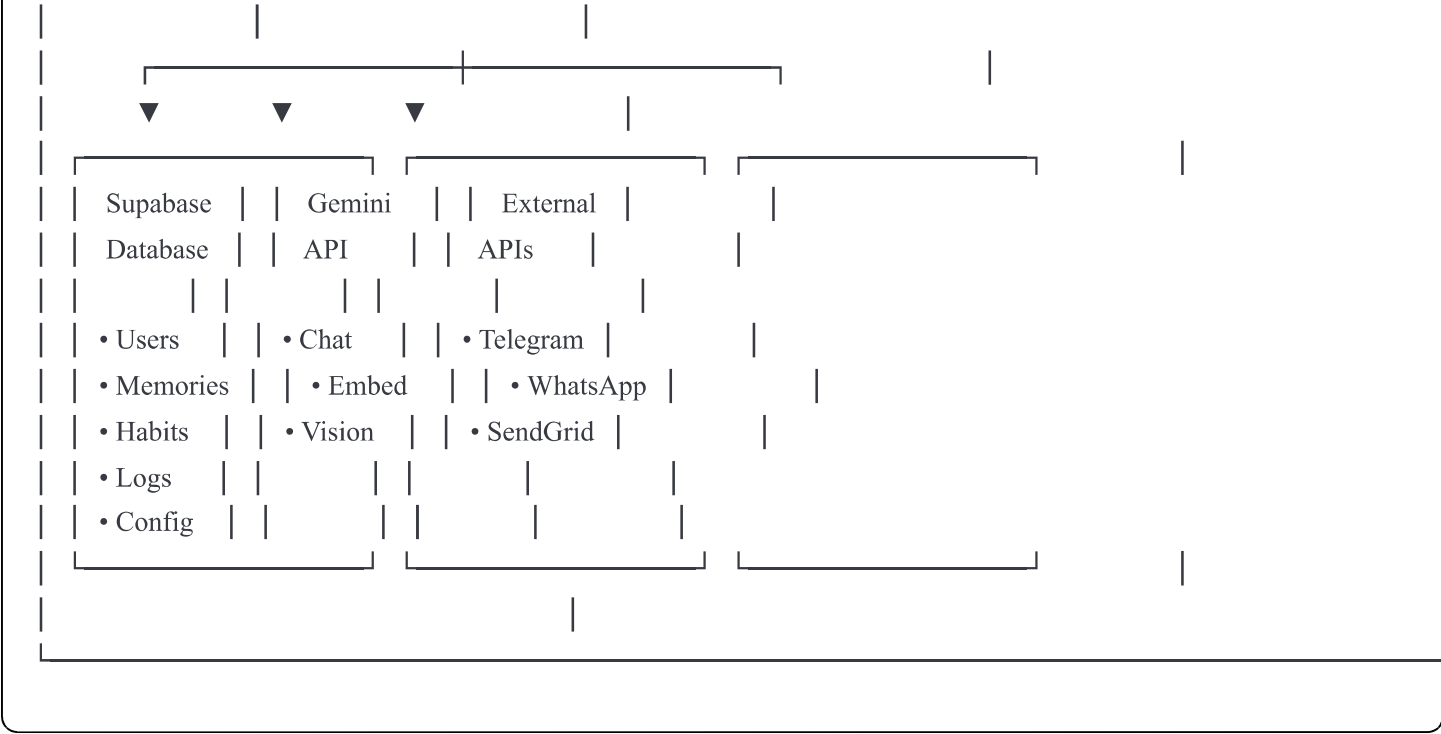 │ │ │
│ ┌───────────┼───────────┐ │
│ ▼ ▼ ▼ │
│ ┌──────────┐ ┌──────────┐ ┌──────────┐ │
│ │ Supabase │ │ Gemini │ │ External │ │
│ │ Database │ │ API │ │ APIs │ │
│ │ │ │ │ │ │ │
│ │ • Users │ │ • Chat │ │ • Telegram │ │
│ │ • Memories │ │ • Embed │ │ • WhatsApp │ │
│ │ • Habits │ │ • Vision │ │ • SendGrid │ │
│ │ • Logs │ │ │ │ │ │
│ │ • Config │ │ │ │ │ │
│ └──────────┘ └──────────┘ └──────────┘ │
│ │
└──────────────────────────────────────────────────